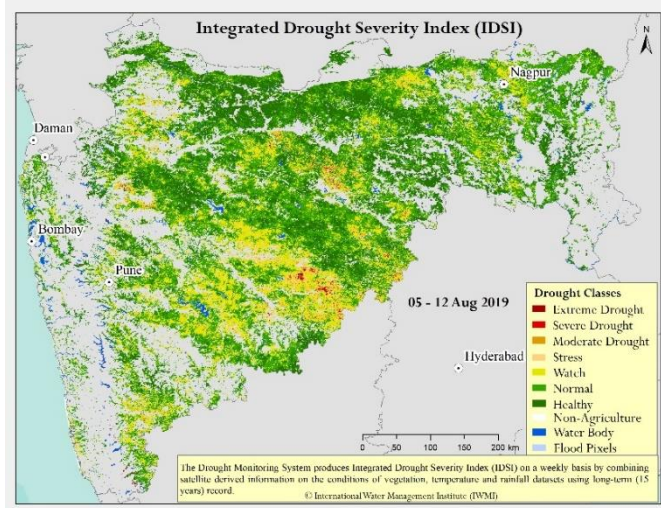 Integrated Drought Severity Index (IDSI)
N
Nagpur
Daman
Bombay
Pune
05 - 12 Aug 2019
Hyderabad
Drought Classes
Extreme Drought
Severe Drought
Moderate Drought
Stress
Watch
Normal
Healthy
Non-Agriculture
Water Body
Flood Pixels
0 50 100 200 km
The Drought Monitoring System produces Integrated Drought Severity Index (IDSI) on a weekly basis by combining
satellite derived information on the conditions of vegetation, temperature and rainfall datasets using long-term (15
years) record.
© International Water Management Institute (IWMI)